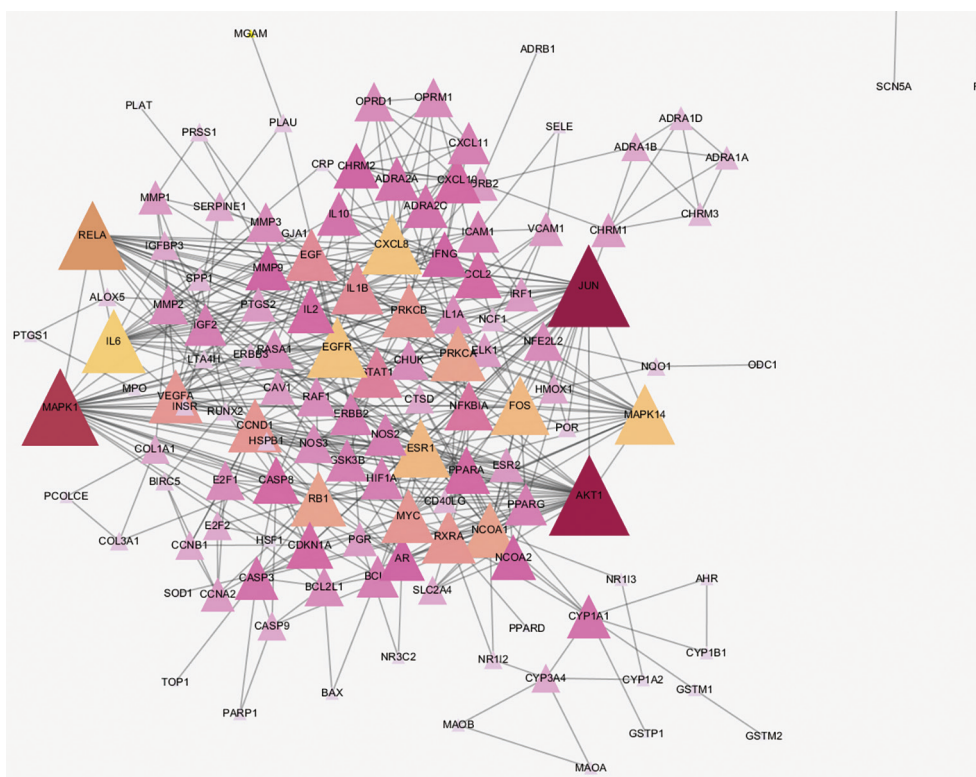 MGAM
ADRB1
SCN5A
PLAT
OPRD1
OPRM1
PLAU
PRSS1
SELE
ADRA1D
CXCL11
ADRA1B
ADRA1A
CRP
CHRM2
ADRA2A
CXCL10
MMP1
SERPINE1
IL10
ADRA2C
CHRM3
MMP3
GJA1
RELA
ICAM1
VCAM1
CHRM1
IGFBP3
EGF
CXCL8
IFNG
MMP9
CCL2
SPP1
IL1B
JUN
ALOX5
MMP2
PTGS2
IRF1
IL2
PRKCB
IL1A
NCF1
IGF2
PTGS1
IL6
EGFR
NFE2L2
LTA4H
ERBB3
RASA1
CHUK
PRKCA
ELK1
NQO1
ODC1
STAT1
MPO
CAV1
HMOX1
VEGFA
INSR
RAF1
CTSD
NFKBIA
FOS
MAPK1
RUNX2
ERBB2
MAPK14
CCND1
POR
NOS2
HSPB1
NOS3
COL1A1
ESR1
GSK3B
ESR2
PPARA
BIRC5
E2F1
CASP8
HIF1A
PCOLCE
RB1
CD40LG
PPARG
AKT1
MYC
E2F2
RXRA
NCOA1
COL3A1
CCNB1
HSF1
CDKN1A
PGR
AR
NCOA2
CASP3
NR1I3
AHR
SOD1
CCNA2
BCL2L1
SLC2A4
CYP1A1
CASP9
PPARD
NR3C2
NR1I2
CYP1B1
TOP1
CYP3A4
CYP1A2
BAX
GSTM1
PARP1
MAOB
GSTP1
GSTM2
MAOA